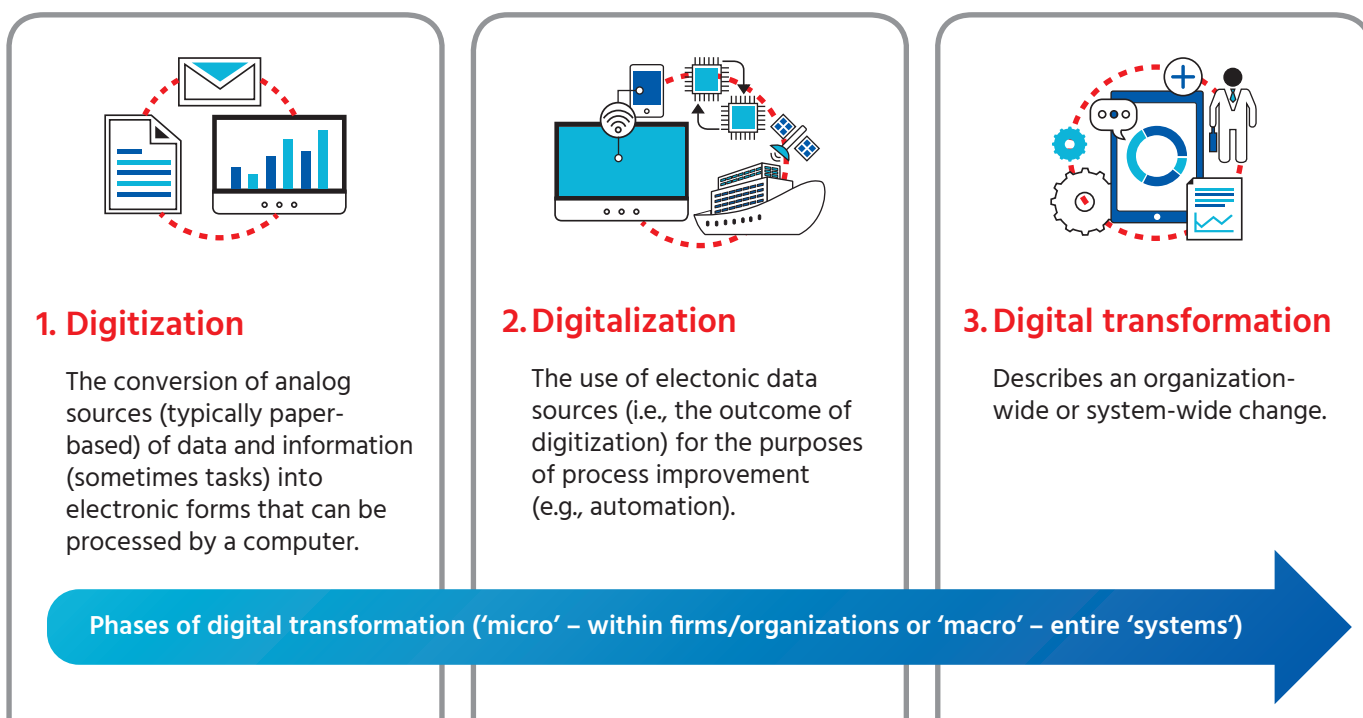 1. Digitization
The conversion of analog
sources (typically paper-
based) of data and information
(sometimes tasks) into
electronic forms that can be
processed by a computer.
2. Digitalization
The use of electonic data
sources (i.e., the outcome of
digitization) for the purposes
of process improvement
(e.g., automation).
3. Digital transformation
Describes an organization-
wide or system-wide change.
Phases of digital transformation (‘micro’ – within firms/organizations or ‘macro’ – entire ‘systems’)